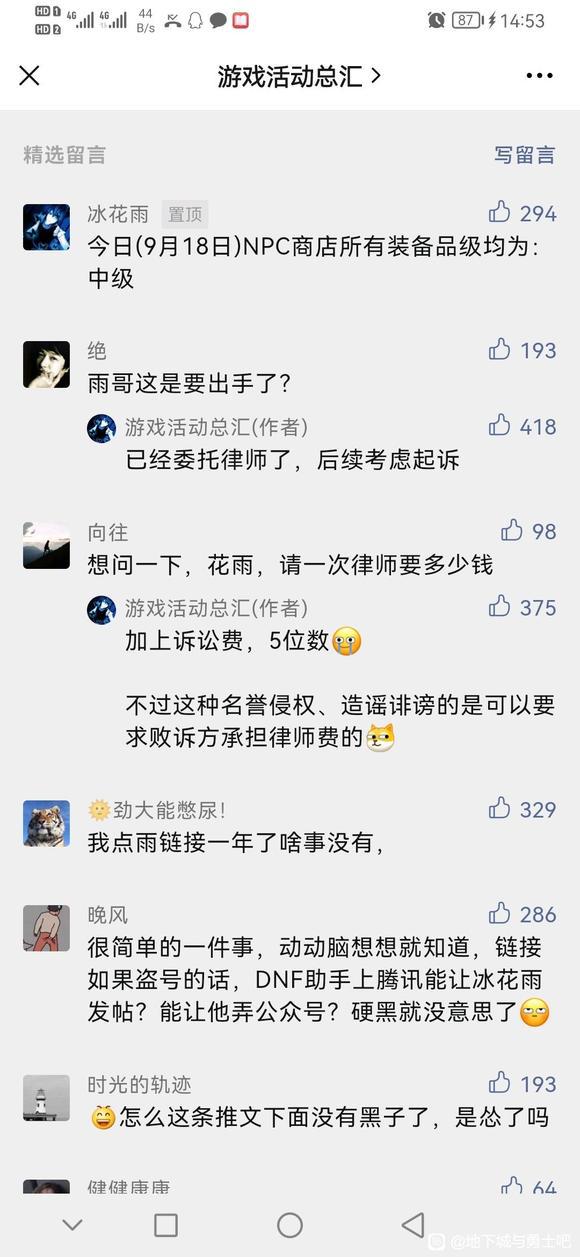 HD 1 4G 4G 44 87 14:53
HD 2 B/s
游戏活动总汇
精选留言 写留言
冰花雨 置顶 294
今日(9月18日)NPC商店所有装备品级均为：
中级
绝 193
雨哥这是要出手了?
游戏活动总汇(作者) 418
已经委托律师了，后续考虑起诉
向往 98
想问一下，花雨，请一次律师要多少钱
游戏活动总汇(作者) 375
加上诉讼费，5位数😭
不过这种名誉侵权、造谣诽谤的是可以要
求败诉方承担律师费的
🌞劲大能憋尿！ 329
我点雨链接一年了啥事没有，
晚风 286
很简单的一件事，动动脑想想就知道，链接
如果盗号的话，DNF助手上腾讯能让冰花雨
发帖？能让他弄公众号？硬黑就没意思了🙄
时光的轨迹 193
😄怎么这条推文下面没有黑子了，是怂了吗
健健康康 64
@地下城与勇士吧